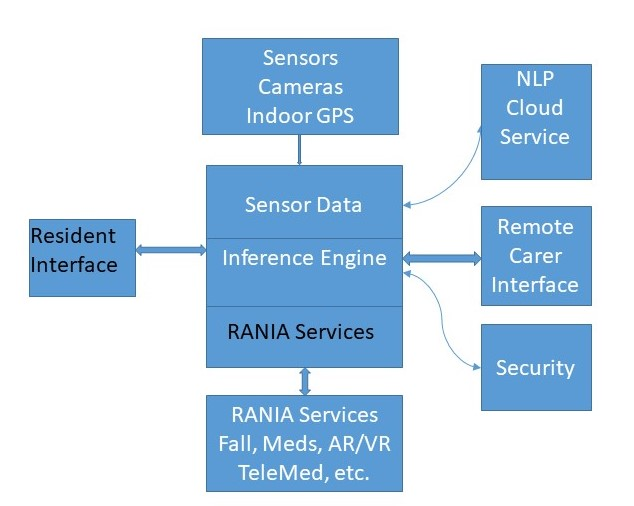 Sensors
Cameras
Indoor GPS
NLP
Cloud
Service
Sensor Data
Resident
Interface
Inference Engine
Remote
Carer
Interface
RANIA Services
Security
RANIA Services
Fall, Meds, AR/VR
TeleMed, etc.